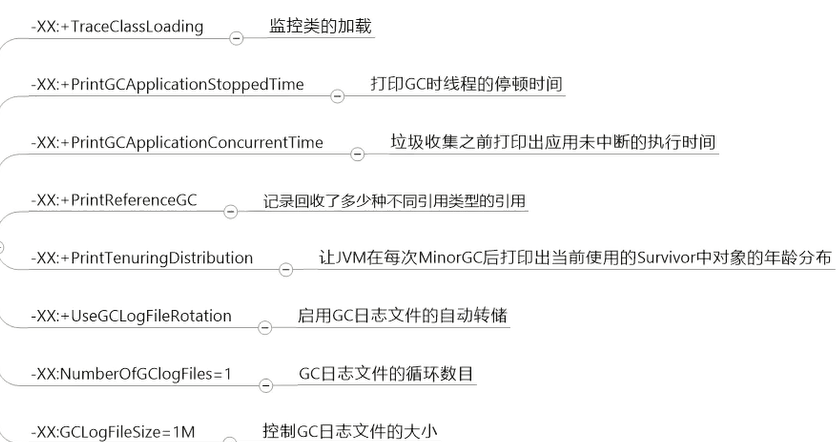 -XX:+TraceClassLoading 监控类的加载
-XX:+PrintGCApplicationStoppedTime 打印GC时线程的停顿时间
-XX:+PrintGCApplicationConcurrentTime 垃圾收集之前打印出应用未中断的执行时间
-XX:+PrintReferenceGC 记录回收了多少种不同引用类型的引用
-XX:+PrintTenuringDistribution 让JVM在每次MinorGC后打印出当前使用的Survivor中对象的年龄分布
-XX:+UseGCLogFileRotation 启用GC日志文件的自动转储
-XX:NumberOfGClogFiles=1 GC日志文件的循环数目
-XX:GCLogFileSize=1M 控制GC日志文件的大小